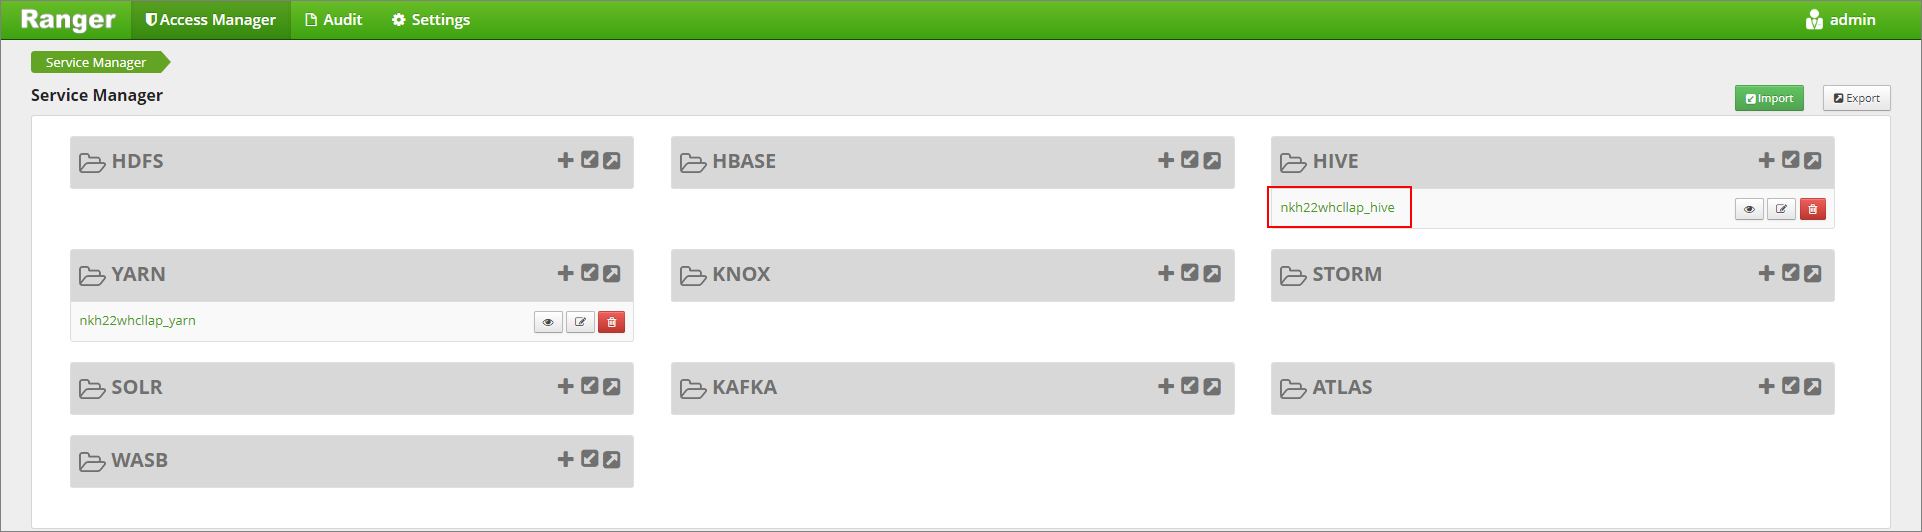 Ranger Access Manager Audit Settings admin
Service Manager
Service Manager Import Export
HDFS HBASE HIVE
nkh22whcllap_hive
YARN KNOX STORM
nkh22whcllap_yarn
SOLR KAFKA ATLAS
WASB